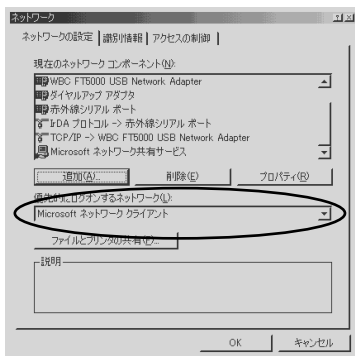 ネットワーク
ネットワークの設定 識別情報 アクセスの制御
現在のネットワーク コンポーネント(N):
WBC FT5000 USB Network Adapter
ダイヤルアップ アダプタ
赤外線シリアル ポート
IrDA プロトコル -> 赤外線シリアル ポート
TCP/IP -> WBC FT5000 USB Network Adapter
Microsoft ネットワーク共有サービス
追加(A)... 削除(E) プロパティ(R)
優先的にログオンするネットワーク(L):
Microsoft ネットワーク クライアント
ファイルとプリンタの共有(F)...
説明
OK キャンセル